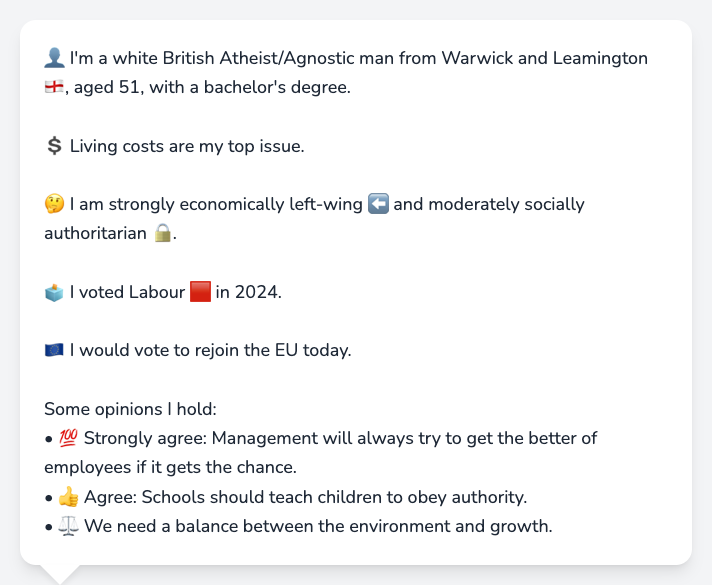 👤 I'm a white British Atheist/Agnostic man from Warwick and Leamington
🏴󠁧󠁢󠁥󠁮󠁧󠁿, aged 51, with a bachelor's degree.
💲 Living costs are my top issue.
🤔 I am strongly economically left-wing ⬅️ and moderately socially
authoritarian 🔒.
🗳️ I voted Labour 🟥 in 2024.
🇪🇺 I would vote to rejoin the EU today.
Some opinions I hold:
• 💯 Strongly agree: Management will always try to get the better of
employees if it gets the chance.
• 👍 Agree: Schools should teach children to obey authority.
• ⚖️ We need a balance between the environment and growth.